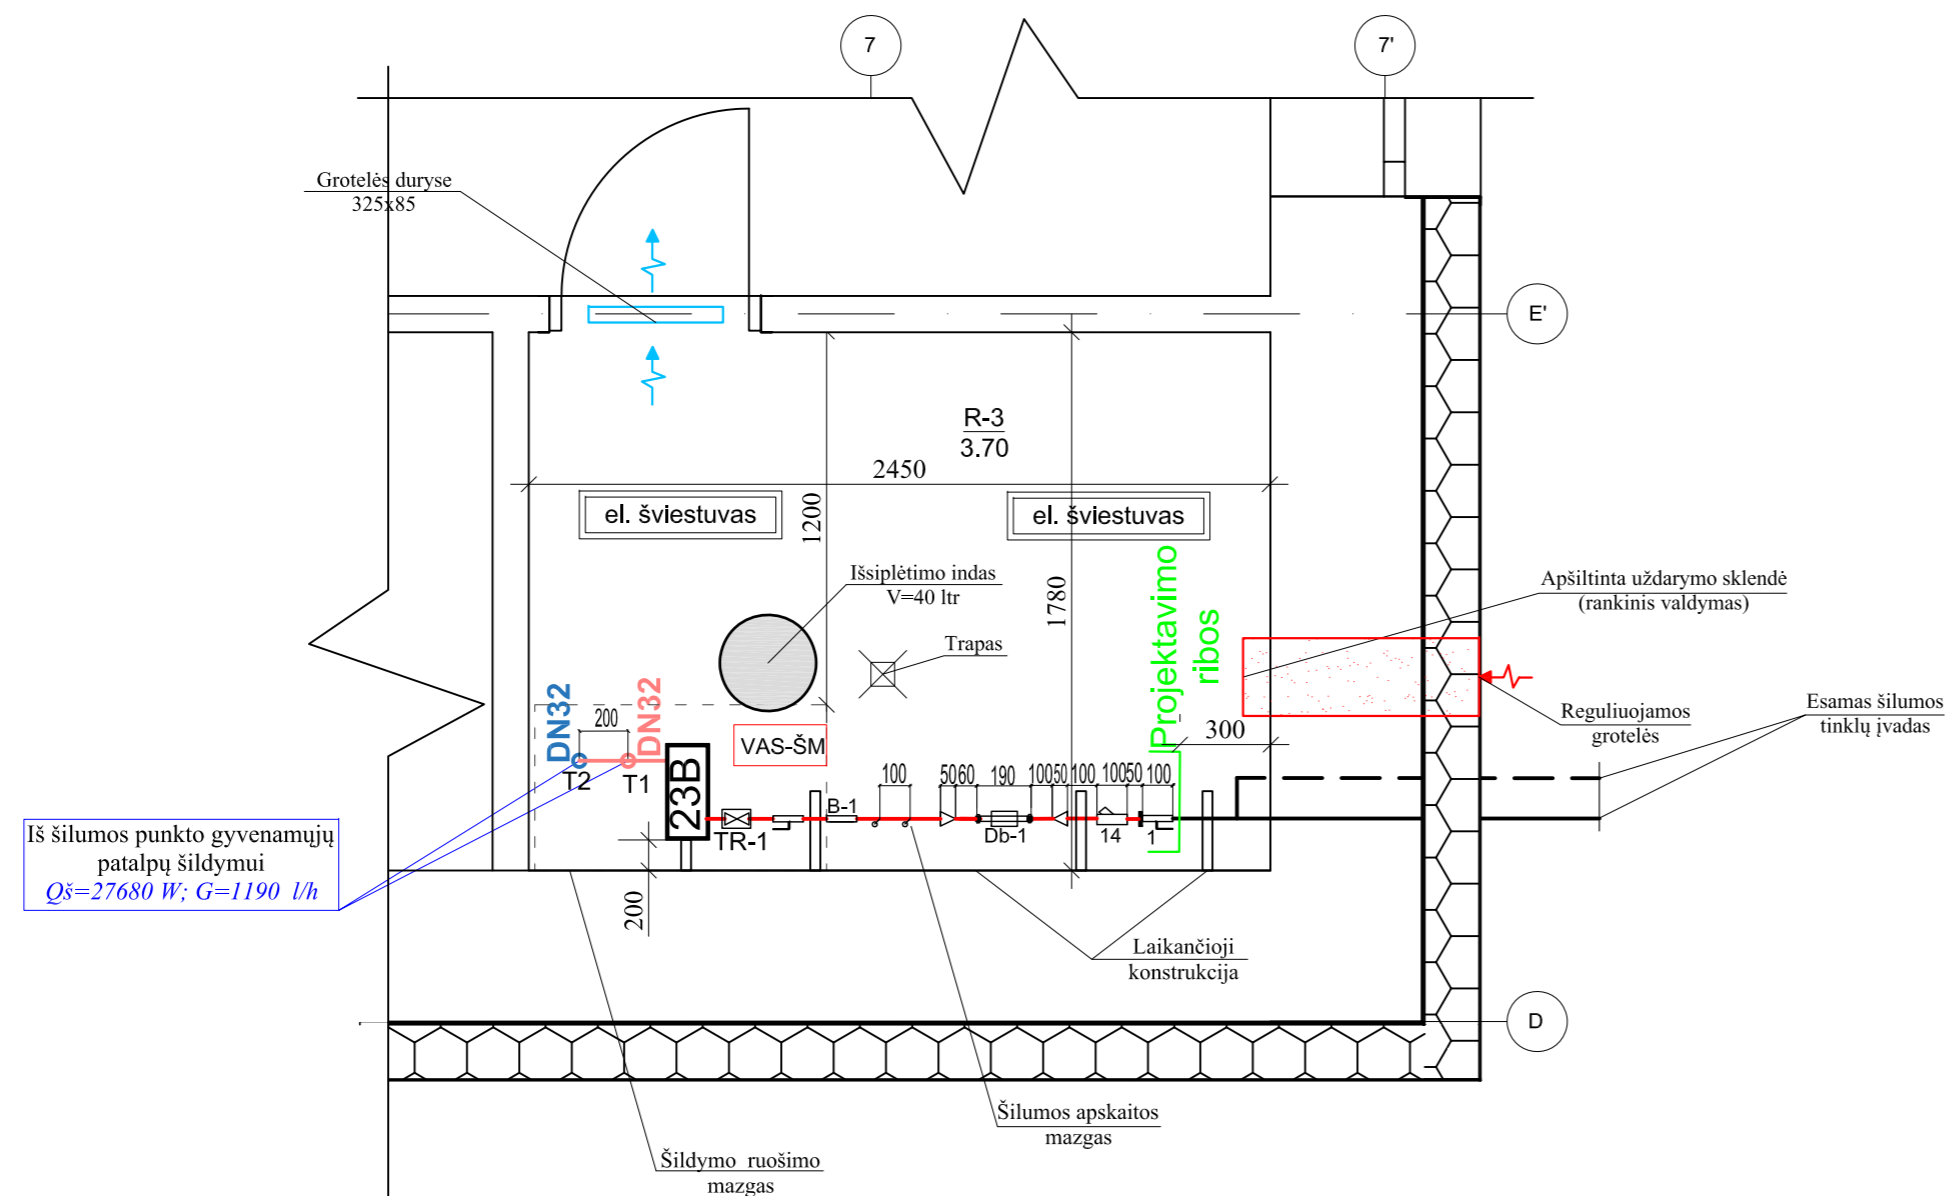 7
7'
Grotelės duryse
325x85
E'
R-3
3.70
2450
el. šviestuvas
el. šviestuvas
1200
1780
Išsiplėtimo indas
V=40 ltr
Trapas
Projektavimo
ribos
Apšiltinta uždarymo sklendė
(rankinis valdymas)
Reguliuojamos
grotelės
Esamas šilumos
tinklų įvadas
300
DN32
200
DN32
T2
T1
VAS-ŠM
23B
TR-1
B-1
100
50
60
190
100
50
100
100
50
100
Db-1
14
1
Iš šilumos punkto gyvenamųjų
patalpų šildymui
Qš=27680 W; G=1190 l/h
200
Laikančioji
konstrukcija
D
Šilumos apskaitos
mazgas
Šildymo ruošimo
mazgas